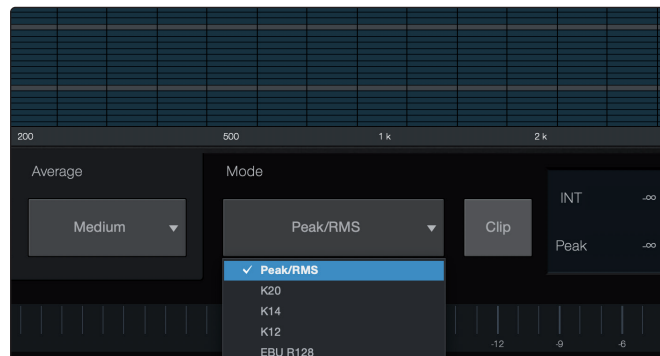 200 500 1 k 2 k
Average Mode
INT -∞
Medium Peak/RMS Clip
Peak -∞
✓ Peak/RMS
K20
K14
K12
-12 -9 -6
EBU R128